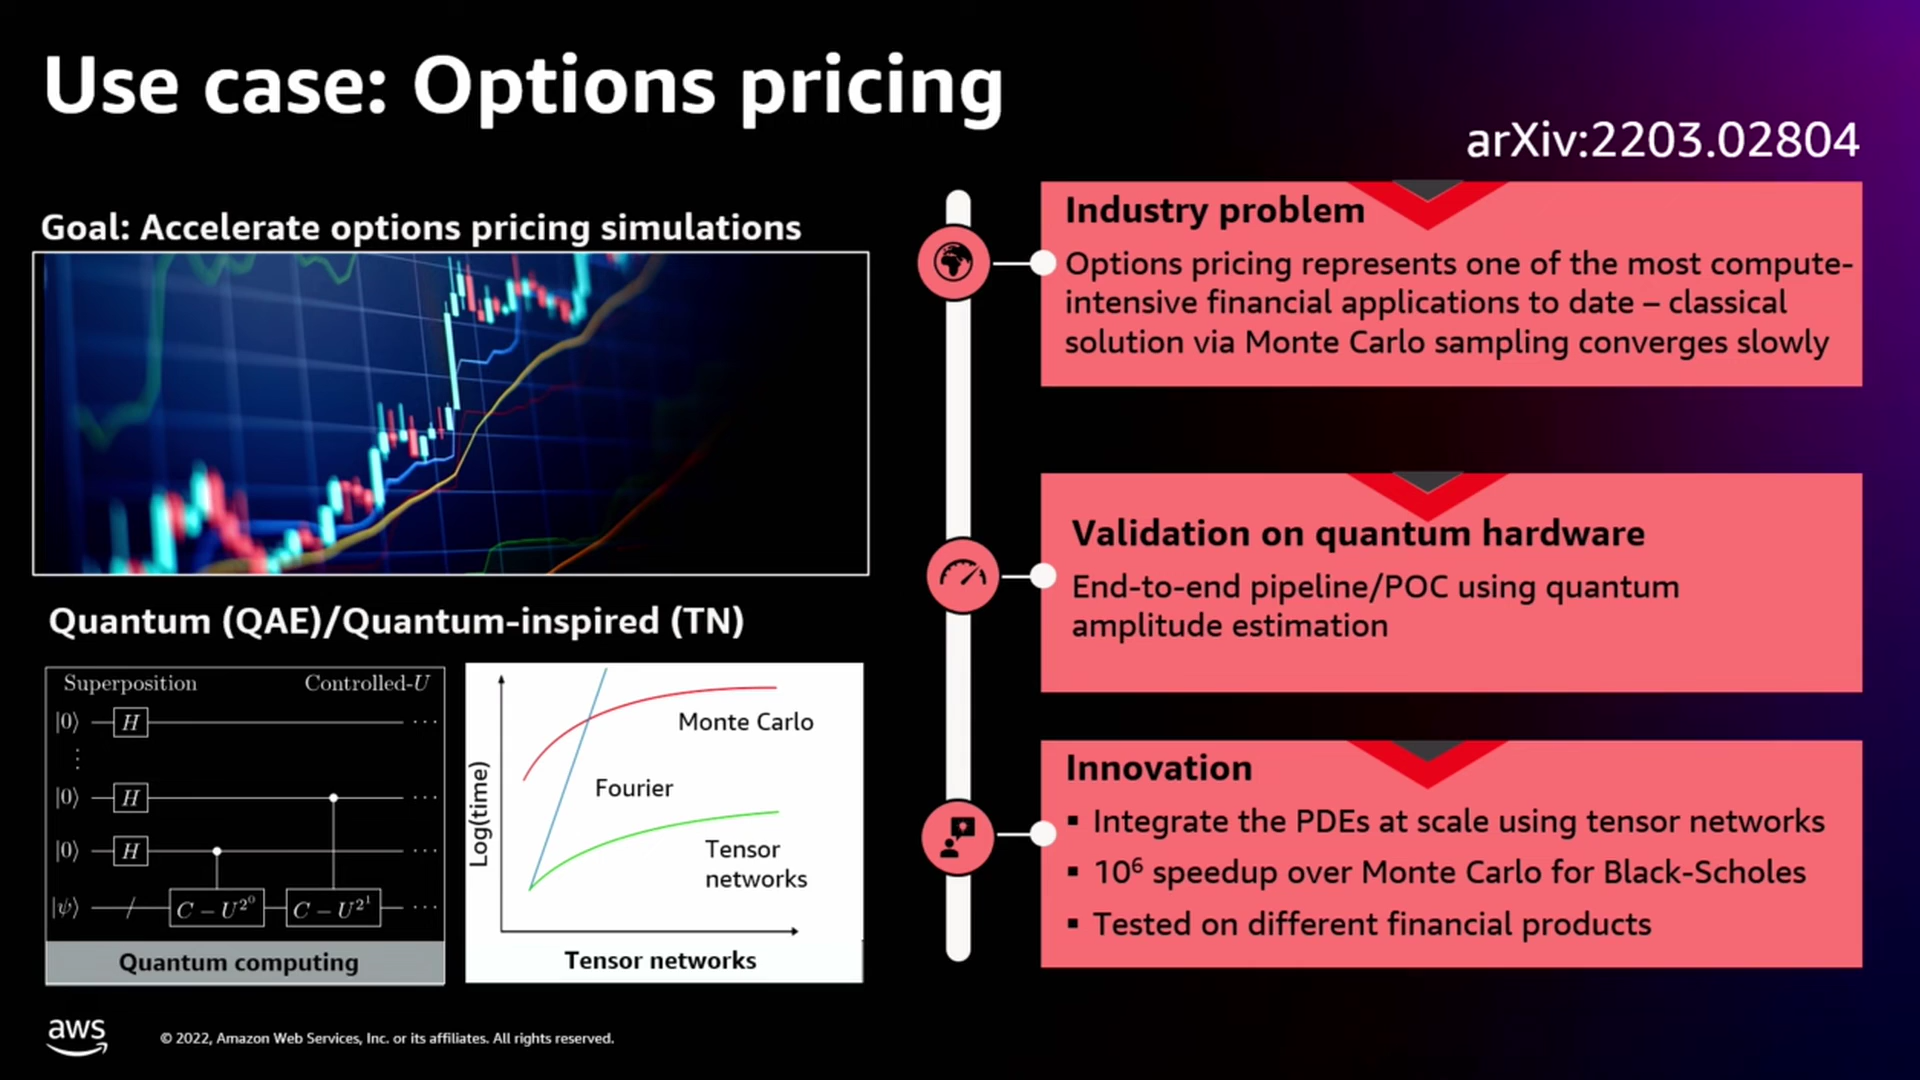 Use case: Options pricing
arXiv:2203.02804
Goal: Accelerate options pricing simulations
Quantum (QAE)/Quantum-inspired (TN)
Superposition
Controlled-U
|0⟩ H ···
⋮
|0⟩ H ···
|0⟩ H ···
|ψ⟩ / C − U^{2^0} C − U^{2^1} ···
Quantum computing
Log(time)
Monte Carlo
Fourier
Tensor
networks
Tensor networks
Industry problem
Options pricing represents one of the most compute-
intensive financial applications to date – classical
solution via Monte Carlo sampling converges slowly
Validation on quantum hardware
End-to-end pipeline/POC using quantum
amplitude estimation
Innovation
▪ Integrate the PDEs at scale using tensor networks
▪ 10⁶ speedup over Monte Carlo for Black-Scholes
▪ Tested on different financial products
aws
© 2022, Amazon Web Services, Inc. or its affiliates. All rights reserved.